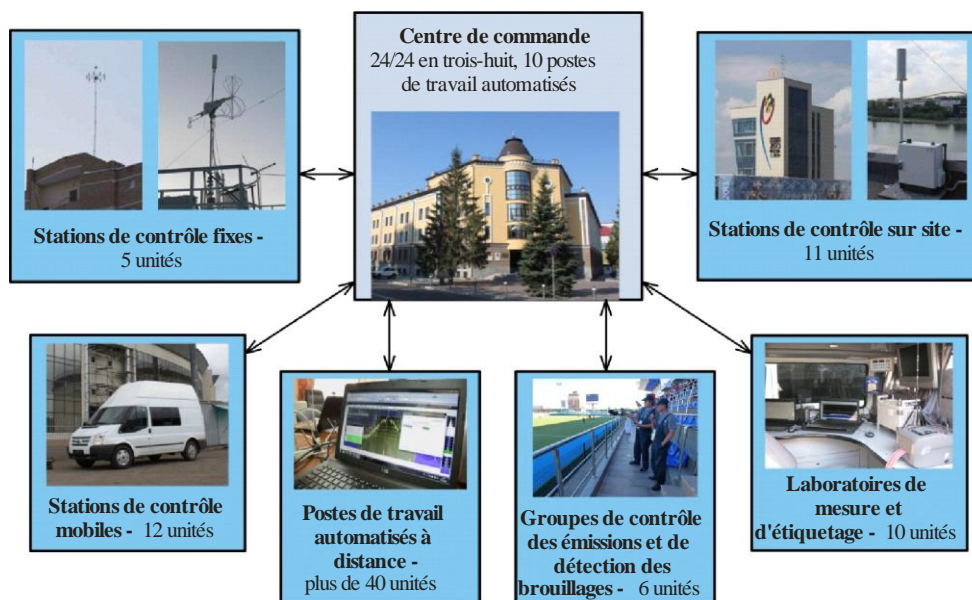 Centre de commande
24/24 en trois-huit, 10 postes
de travail automatisés
Stations de contrôle fixes -
5 unités
Stations de contrôle sur site -
11 unités
Stations de contrôle
mobiles - 12 unités
Postes de travail
automatisés à
distance -
plus de 40 unités
Groupes de contrôle
des émissions et de
détection des
brouillages - 6 unités
Laboratoires de
mesure et
d'étiquetage - 10 unités